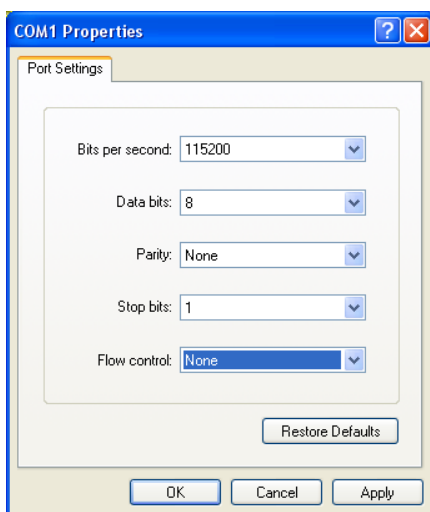 COM1 Properties
Port Settings
Bits per second: 115200
Data bits: 8
Parity: None
Stop bits: 1
Flow control: None
Restore Defaults
OK Cancel Apply